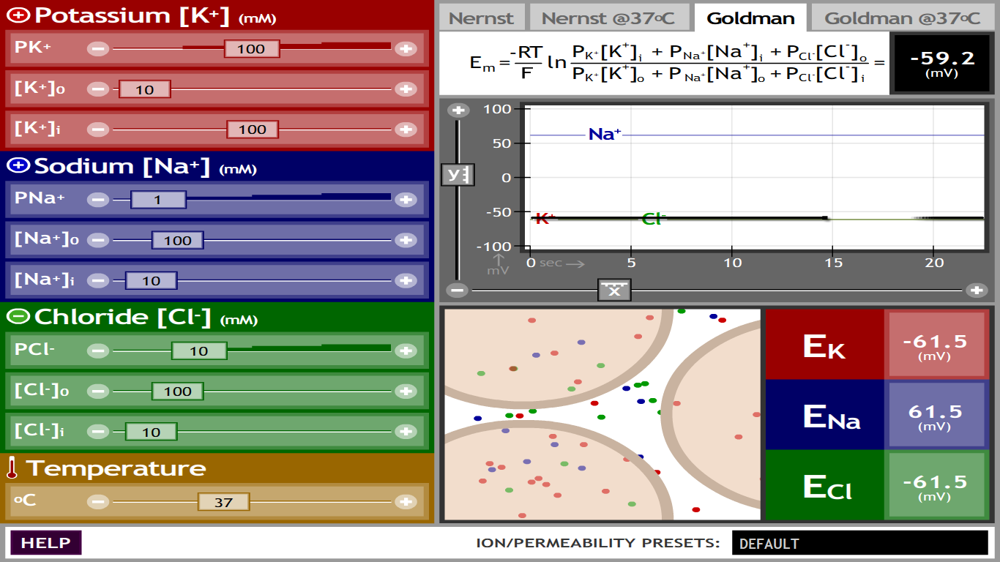 Potassium [K⁺] (mM)
PK⁺ − 100 +
[K⁺]o − 10 +
[K⁺]i − 100 +
Sodium [Na⁺] (mM)
PNa⁺ − 1 +
[Na⁺]o − 100 +
[Na⁺]i − 10 +
Chloride [Cl⁻] (mM)
PCl⁻ − 10 +
[Cl⁻]o − 100 +
[Cl⁻]i − 10 +
Temperature
oC − 37 +
HELP
Nernst Nernst @37oC Goldman Goldman @37oC
Em = -RT/F ln (PK⁺[K⁺]i + PNa⁺[Na⁺]i + PCl⁻[Cl⁻]o) / (PK⁺[K⁺]o + PNa⁺[Na⁺]o + PCl⁻[Cl⁻]i) =
-59.2
(mV)
100
Na⁺
50
y
0
-50
K⁺ Cl⁻
-100
mV
0 sec 5 10 15 20
x
EK -61.5
(mV)
ENa 61.5
(mV)
ECl -61.5
(mV)
ION/PERMEABILITY PRESETS: DEFAULT